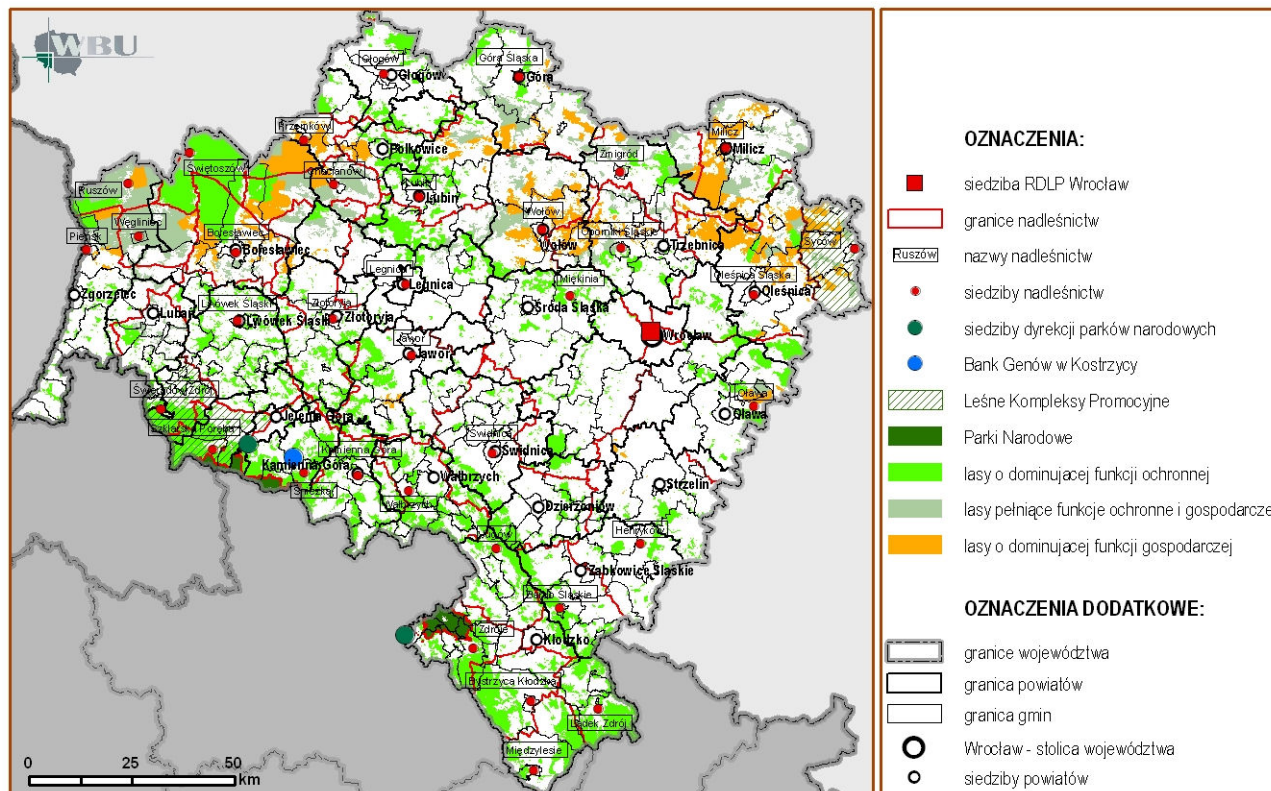 WBU
Głogów
Głogów
Góra Śląska
Góra
Przemków
Polkowice
Milicz
Milicz
Żmigród
Świętoszów
Chocianów
Lubin
Lubin
Ruszów
Węgliniec
Pieńsk
Bolesławiec
Bolesławiec
Wołów
Wołów
Oborniki Śląskie
Trzebnica
Syców
Legnica
Legnica
Miękinia
Oleśnica Śląska
Oleśnica
Zgorzelec
Lubań
Lwówek Śląski
Lwówek Śląski
Złotoryja
Złotoryja
Środa Śląska
Wrocław
Jawor
Jawor
Świeradów Zdrój
Oława
Oława
Szklarska Poręba
Jelenia Góra
Świdnica
Świdnica
Kamienna Góra
Kamienna Góra
Śnieżka
Wałbrzych
Wałbrzych
Strzelin
Dzierżoniów
Henryków
Jugów
Ząbkowice Śląskie
Bardo Śląskie
Zdroje
Kłodzko
Bystrzyca Kłodzka
Lądek Zdrój
Międzylesie
0 25 50
km
OZNACZENIA:
siedziba RDLP Wrocław
granice nadleśnictw
Ruszów
nazwy nadleśnictw
siedziby nadleśnictw
siedziby dyrekcji parków narodowych
Bank Genów w Kostrzycy
Leśne Kompleksy Promocyjne
Parki Narodowe
lasy o dominującej funkcji ochronnej
lasy pełniące funkcje ochronne i gospodarcze
lasy o dominującej funkcji gospodarczej
OZNACZENIA DODATKOWE:
granice województwa
granica powiatów
granica gmin
Wrocław - stolica województwa
siedziby powiatów